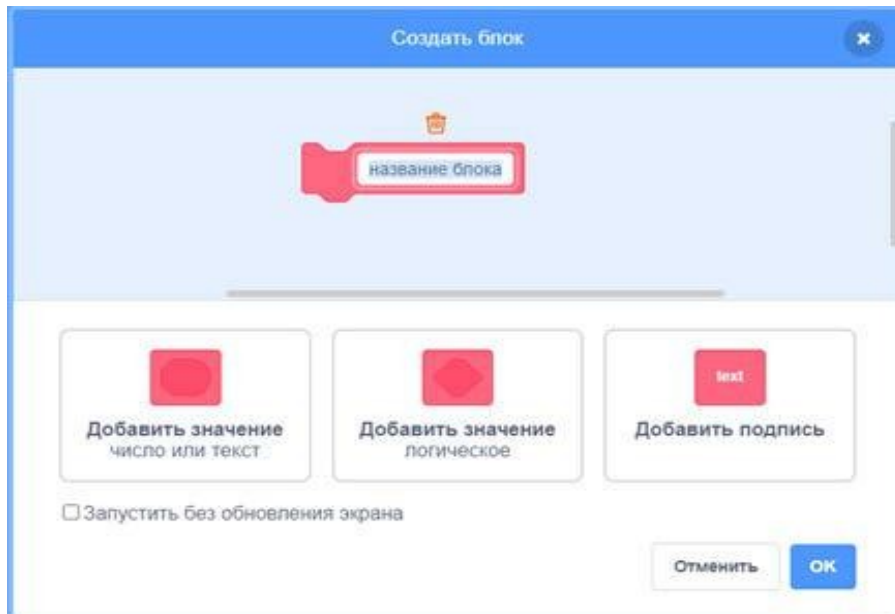 Создать блок
название блока
text
Добавить значение
число или текст
Добавить значение
логическое
Добавить подпись
Запустить без обновления экрана
Отменить
ОК